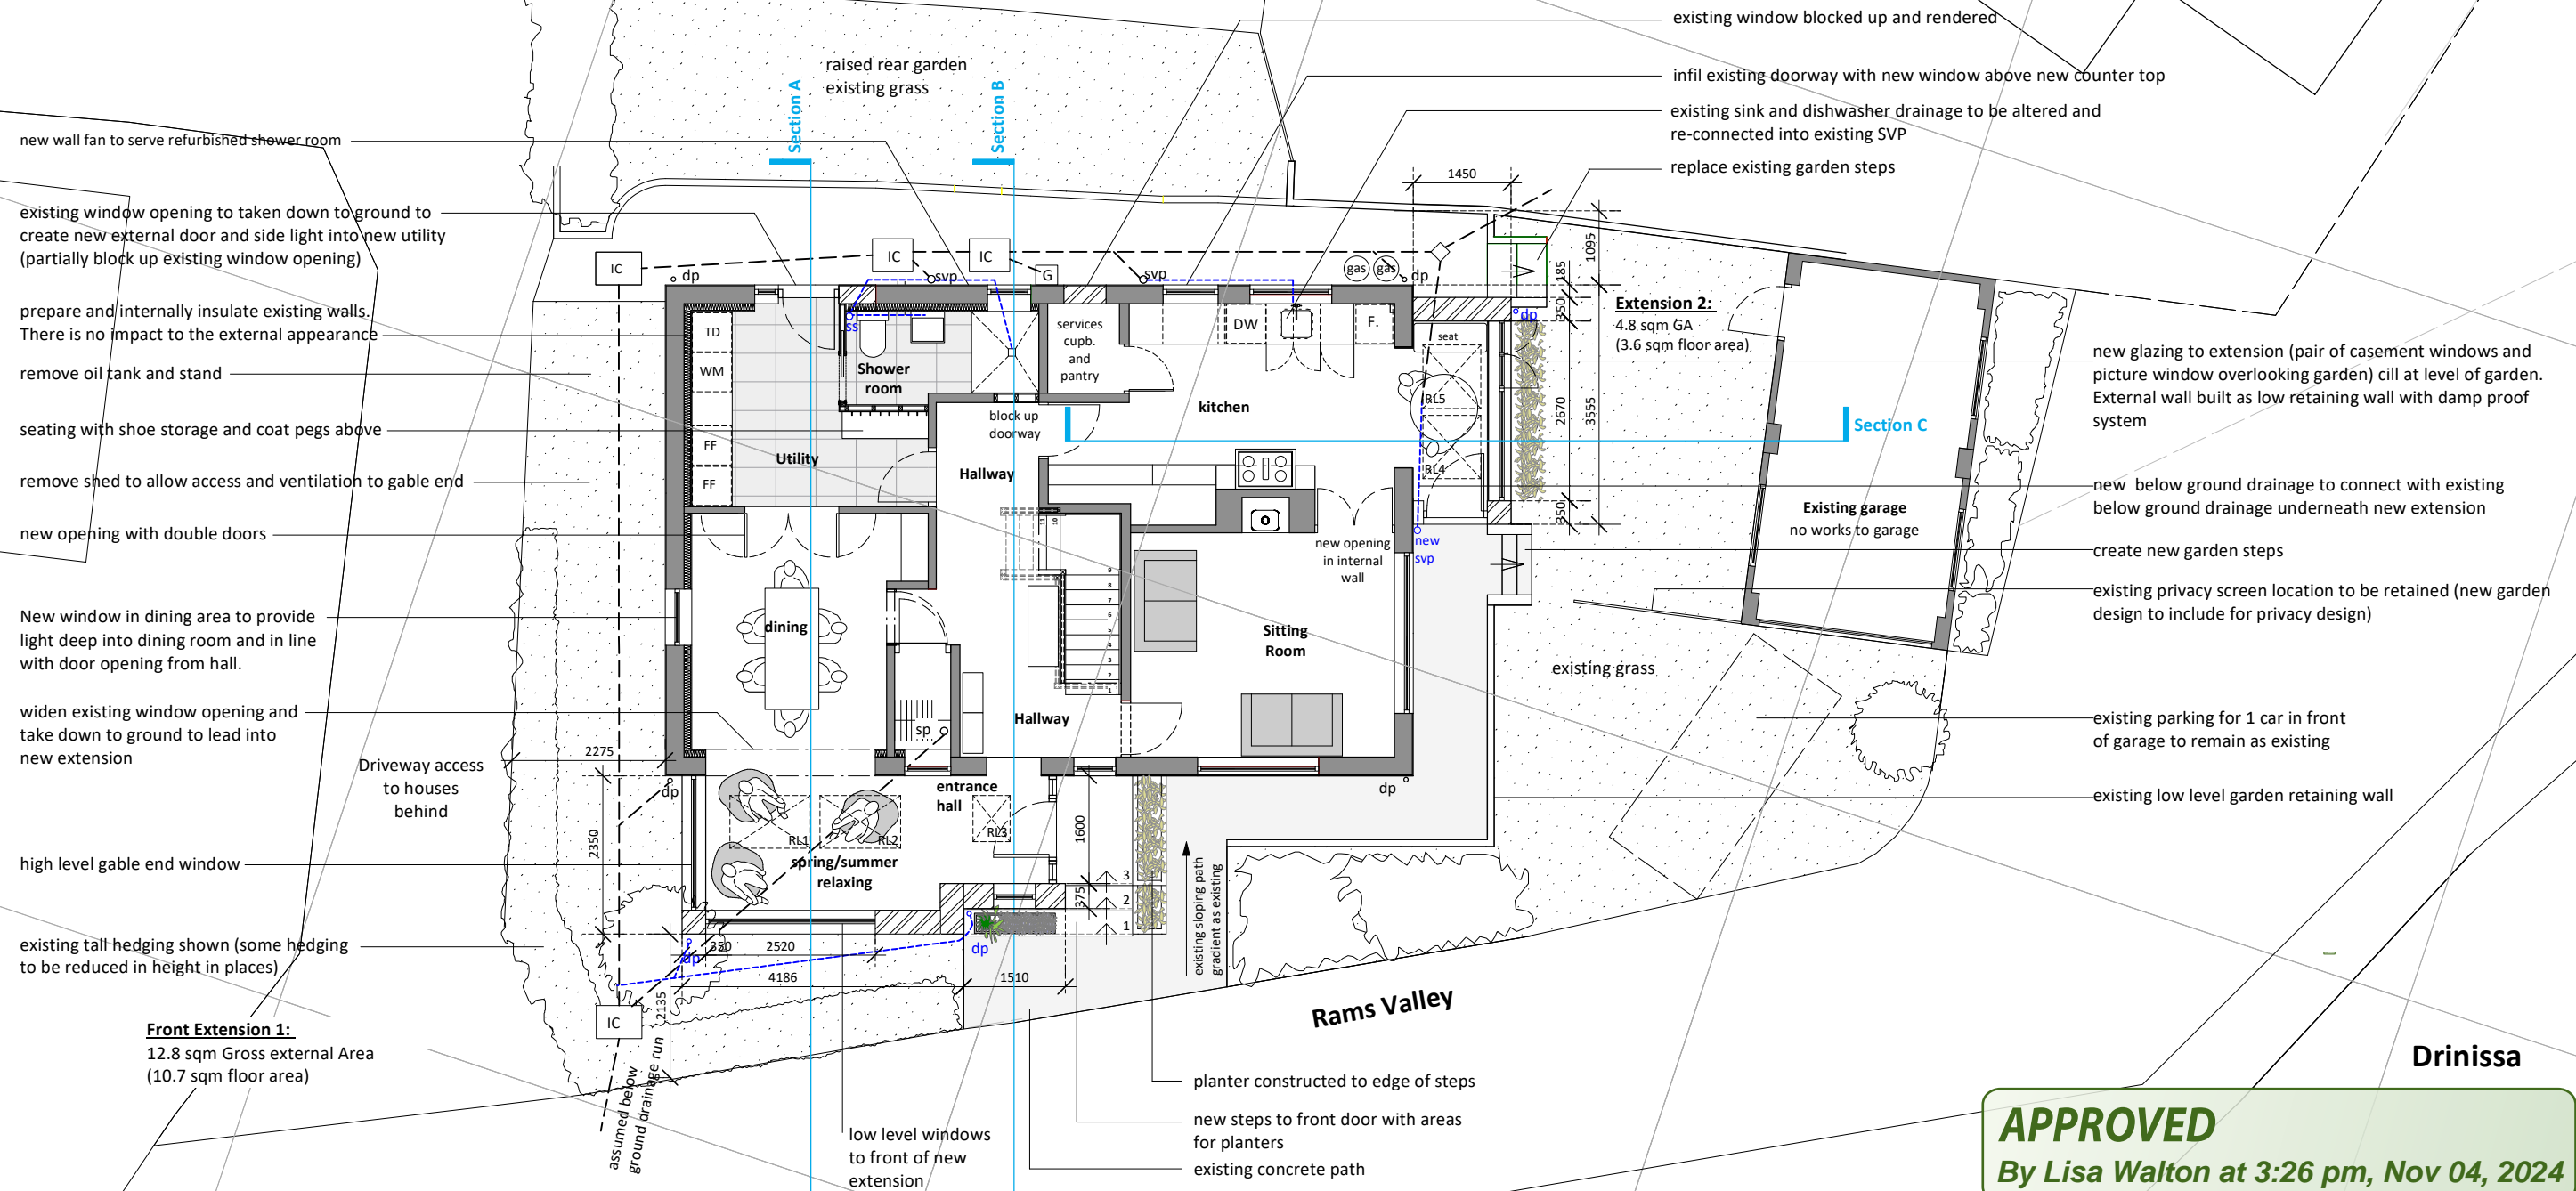 existing window blocked up and rendered
infil existing doorway with new window above new counter top
existing sink and dishwasher drainage to be altered and
re-connected into existing SVP
replace existing garden steps
raised rear garden
existing grass
Section A
Section B
new wall fan to serve refurbished shower room
existing window opening to taken down to ground to
create new external door and side light into new utility
(partially block up existing window opening)
prepare and internally insulate existing walls.
There is no impact to the external appearance
remove oil tank and stand
seating with shoe storage and coat pegs above
remove shed to allow access and ventilation to gable end
new opening with double doors
New window in dining area to provide
light deep into dining room and in line
with door opening from hall.
widen existing window opening and
take down to ground to lead into
new extension
Driveway access
to houses
behind
high level gable end window
existing tall hedging shown (some hedging
to be reduced in height in places)
Front Extension 1:
12.8 sqm Gross external Area
(10.7 sqm floor area)
IC
dp
IC
svp
IC
G
svp
gas
gas
dp
1450
1095
185
350
2670
3555
350
TD
WM
FF
FF
ss
Shower
room
Utility
services
cupb.
and
pantry
block up
doorway
Hallway
kitchen
DW
F.
seat
RL5
RL4
dp
new
svp
new opening
in internal
wall
Sitting
Room
dining
11
10
9
8
7
6
5
4
3
2
1
Hallway
sp
entrance
hall
RL1
RL2
RL3
spring/summer
relaxing
2275
2350
dp
dp
1600
375
3
2
1
350
2520
dp
dp
4186
1510
2135
IC
assumed below
ground drainage run
existing sloping path
gradient as existing
low level windows
to front of new
extension
planter constructed to edge of steps
new steps to front door with areas
for planters
existing concrete path
Rams Valley
Extension 2:
4.8 sqm GA
(3.6 sqm floor area)
Section C
Existing garage
no works to garage
existing grass
new glazing to extension (pair of casement windows and
picture window overlooking garden) cill at level of garden.
External wall built as low retaining wall with damp proof
system
new below ground drainage to connect with existing
below ground drainage underneath new extension
create new garden steps
existing privacy screen location to be retained (new garden
design to include for privacy design)
existing parking for 1 car in front
of garage to remain as existing
existing low level garden retaining wall
Drinissa
APPROVED
By Lisa Walton at 3:26 pm, Nov 04, 2024